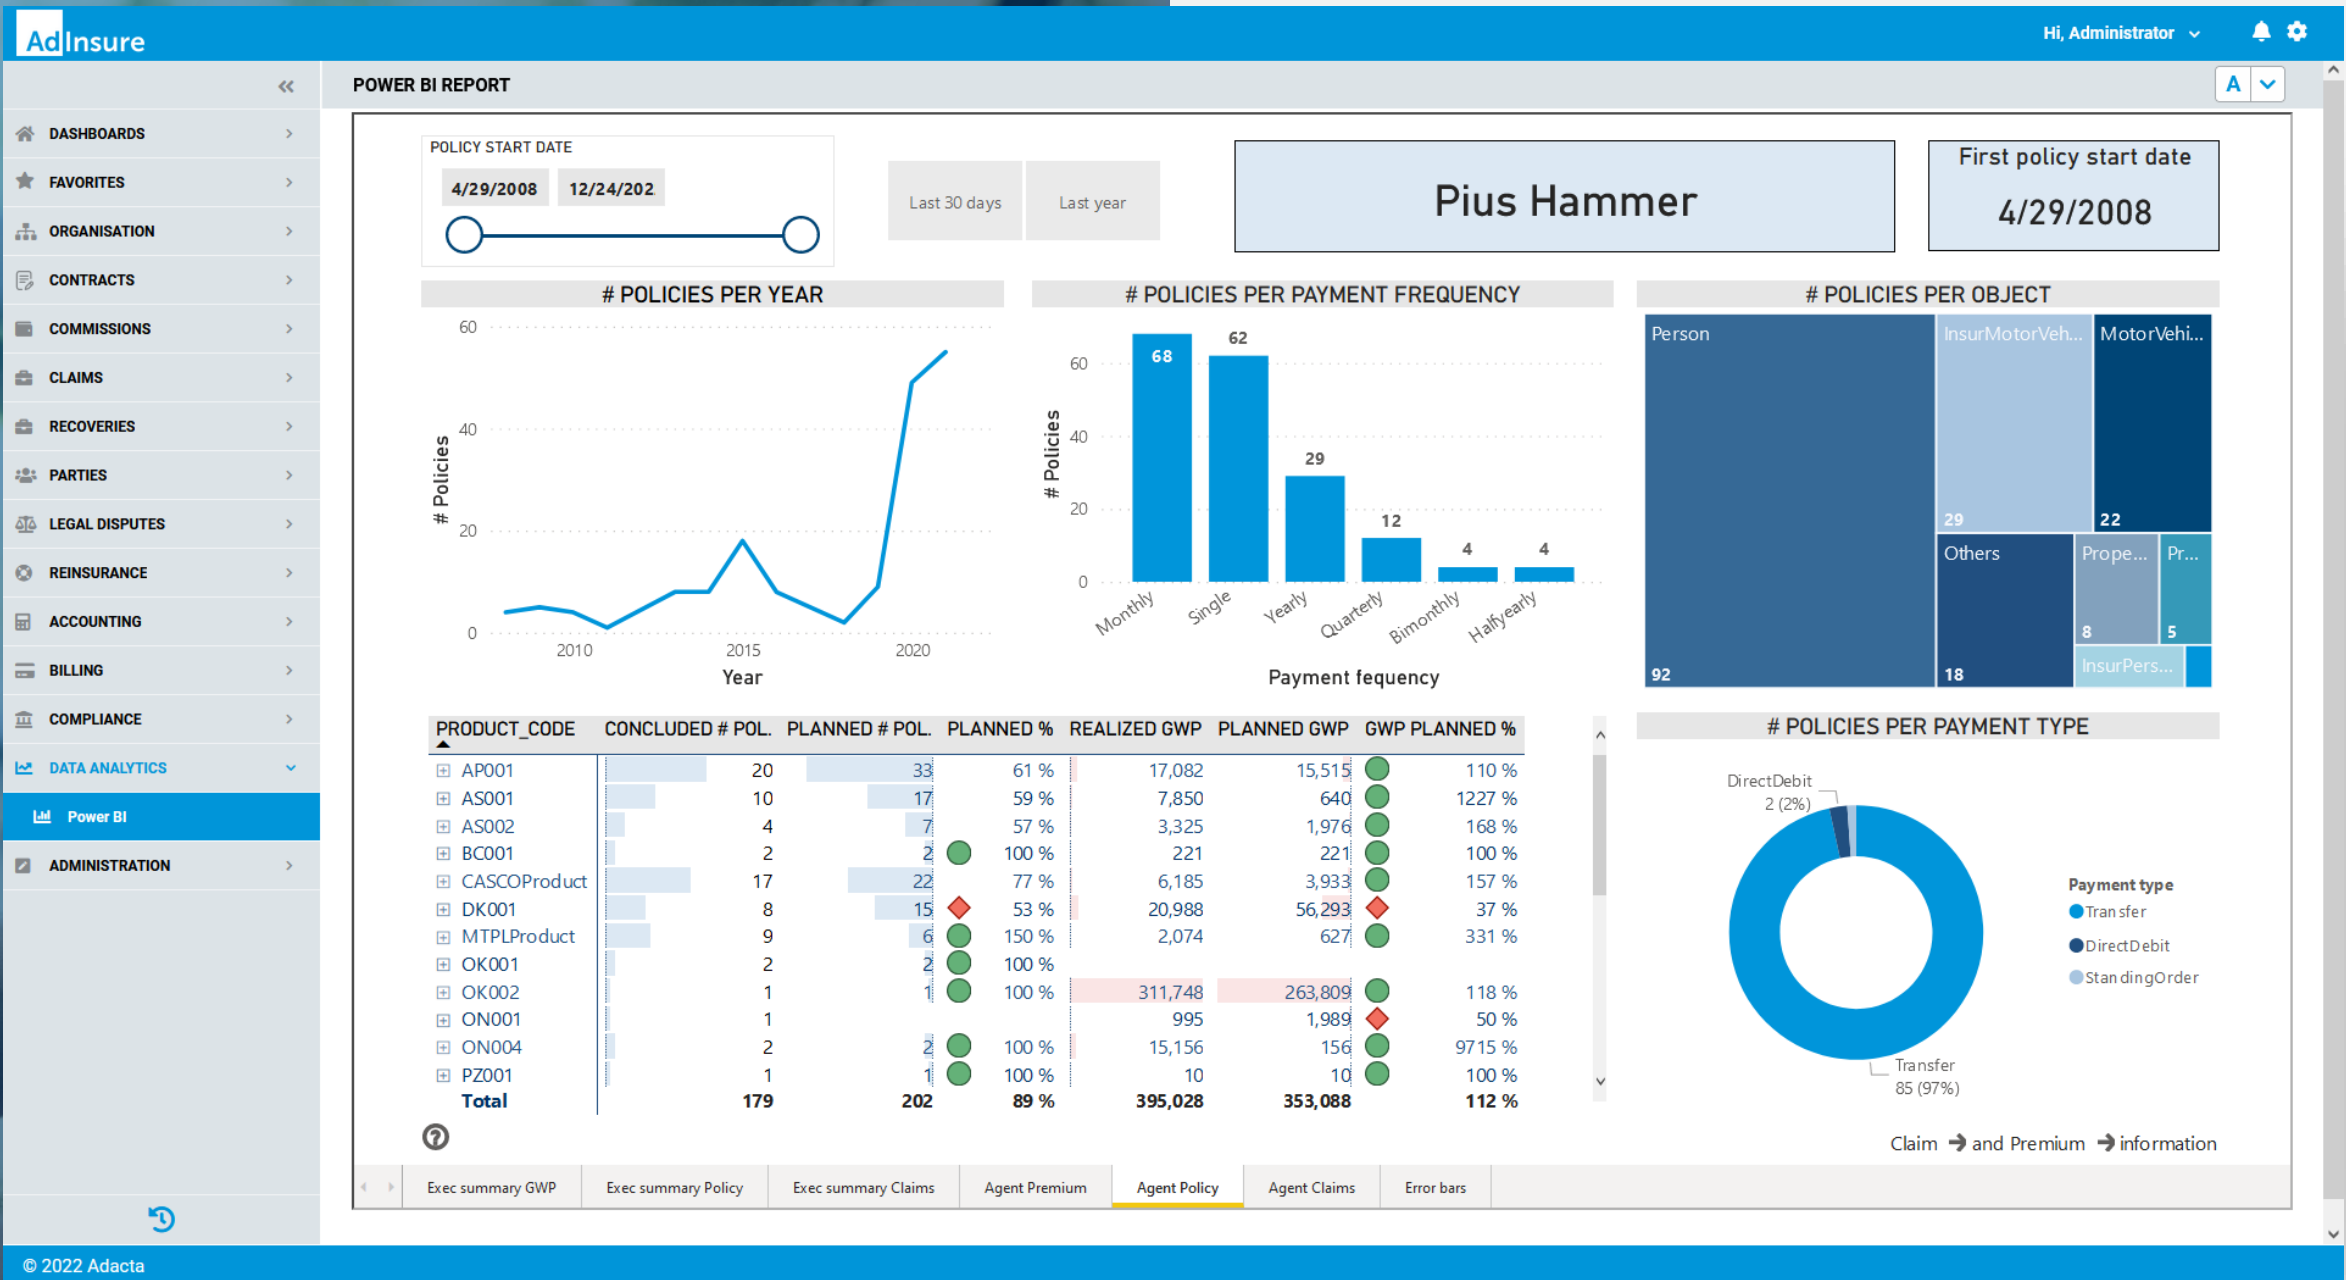 AdInsure
Hi, Administrator
POWER BI REPORT
A
DASHBOARDS
FAVORITES
ORGANISATION
CONTRACTS
COMMISSIONS
CLAIMS
RECOVERIES
PARTIES
LEGAL DISPUTES
REINSURANCE
ACCOUNTING
BILLING
COMPLIANCE
DATA ANALYTICS
Power BI
ADMINISTRATION
POLICY START DATE
4/29/2008 12/24/202
Last 30 days
Last year
Pius Hammer
First policy start date
4/29/2008
# POLICIES PER YEAR
60
40
20
0
# Policies
2010 2015 2020
Year
# POLICIES PER PAYMENT FREQUENCY
60
40
20
0
# Policies
68 62 29 12 4 4
Monthly Single Yearly Quarterly Bimonthly Halfyearly
Payment fequency
# POLICIES PER OBJECT
Person
92
InsurMotorVeh...
29
MotorVehi...
22
Others
18
Prope...
8
Pr...
5
InsurPers...
PRODUCT_CODE CONCLUDED # POL. PLANNED # POL. PLANNED % REALIZED GWP PLANNED GWP GWP PLANNED %
AP001 20 33 61 % 17,082 15,515 110 %
AS001 10 17 59 % 7,850 640 1227 %
AS002 4 7 57 % 3,325 1,976 168 %
BC001 2 2 100 % 221 221 100 %
CASCOProduct 17 22 77 % 6,185 3,933 157 %
DK001 8 15 53 % 20,988 56,293 37 %
MTPLProduct 9 6 150 % 2,074 627 331 %
OK001 2 2 100 %
OK002 1 1 100 % 311,748 263,809 118 %
ON001 1 995 1,989 50 %
ON004 2 2 100 % 15,156 156 9715 %
PZ001 1 1 100 % 10 10 100 %
Total 179 202 89 % 395,028 353,088 112 %
# POLICIES PER PAYMENT TYPE
DirectDebit
2 (2%)
Transfer
85 (97%)
Payment type
Transfer
DirectDebit
StandingOrder
?
Claim and Premium information
Exec summary GWP
Exec summary Policy
Exec summary Claims
Agent Premium
Agent Policy
Agent Claims
Error bars
© 2022 Adacta